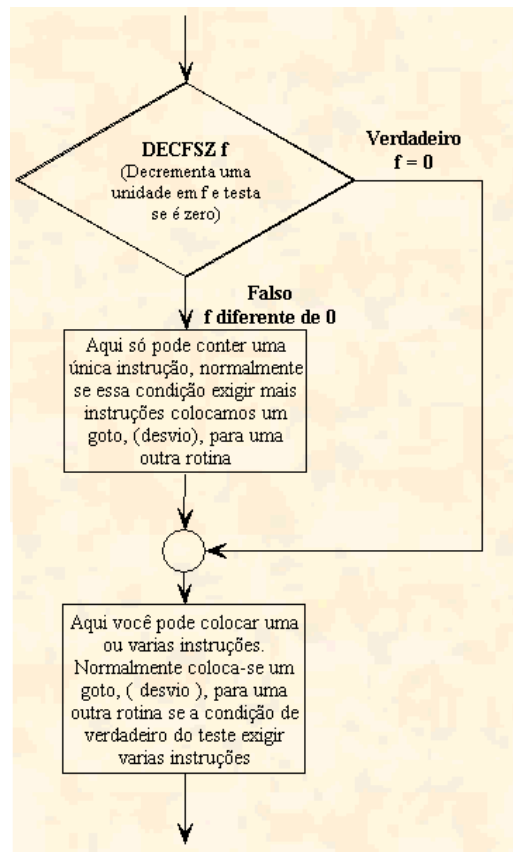 DECFSZ f
(Decrementa uma
unidade em f e testa
se é zero)
Verdadeiro
f = 0
Falso
f diferente de 0
Aqui só pode conter uma
única instrução, normalmente
se essa condição exigir mais
instruções colocamos um
goto, (desvio), para uma
outra rotina
Aqui você pode colocar uma
ou varias instruções.
Normalmente coloca-se um
goto, ( desvio ), para uma
outra rotina se a condição de
verdadeiro do teste exigir
varias instruções